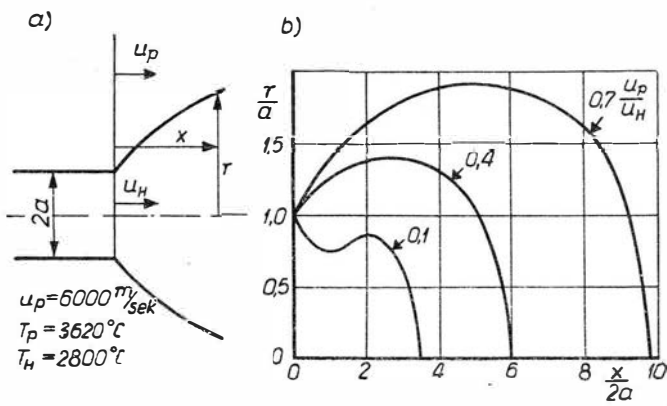 a)
u_p
x
r
u_H
2a
u_p=6000 m/sek
T_p=3620°C
T_H=2800°C
b)
r/a
1,5
1,0
0,5
0
0,7 u_p/u_H
0,4
0,1
0 2 4 6 8 10
x/2a